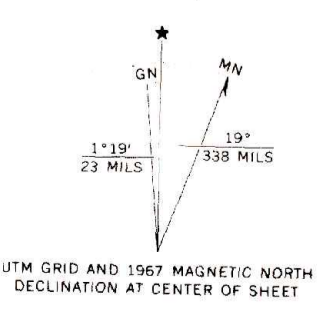 ★
GN
MN
1°19'
23 MILS
19°
338 MILS
UTM GRID AND 1967 MAGNETIC NORTH
DECLINATION AT CENTER OF SHEET